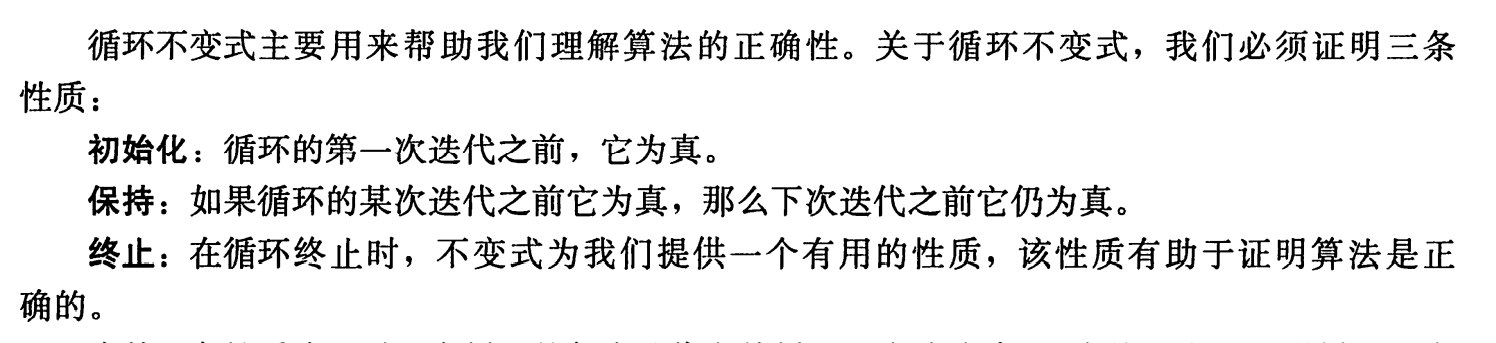 循环不变式主要用来帮助我们理解算法的正确性。关于循环不变式，我们必须证明三条
性质：
初始化：循环的第一次迭代之前，它为真。
保持：如果循环的某次迭代之前它为真，那么下次迭代之前它仍为真。
终止：在循环终止时，不变式为我们提供一个有用的性质，该性质有助于证明算法是正
确的。